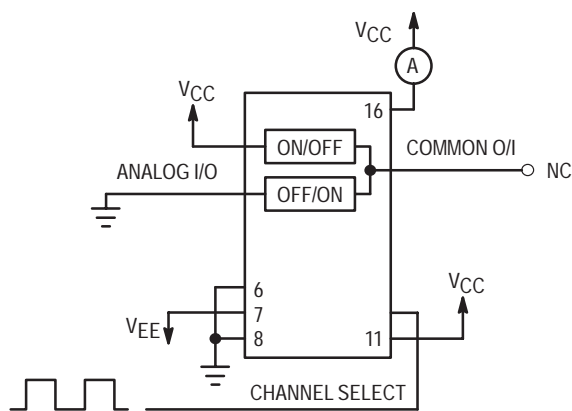 VCC
A
VCC
16
ON/OFF
COMMON O/I
ANALOG I/O
OFF/ON
NC
6
VCC
7
VEE
8
11
CHANNEL SELECT